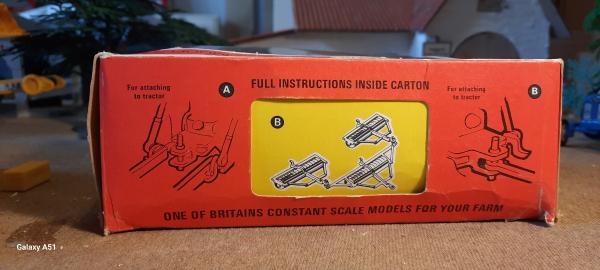 FULL INSTRUCTIONS INSIDE CARTON
For attaching
to tractor
A
For attaching
to tractor
B
B
ONE OF BRITAINS CONSTANT SCALE MODELS FOR YOUR FARM
Galaxy A51